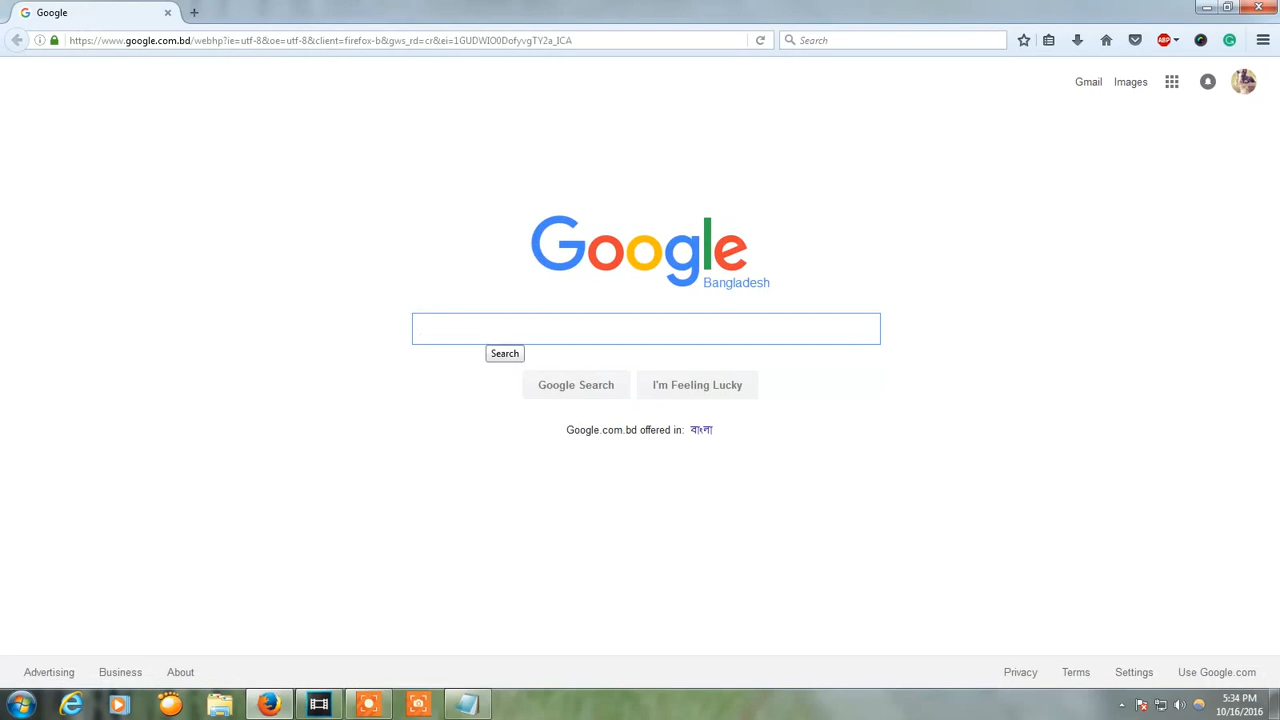 Google
https://www.google.com.bd/webhp?ie=utf-8&oe=utf-8&client=firefox-b&gws_rd=cr&ei=1GUDWIO0DofyvgTY2a_ICA
Search
ABP
Gmail Images
Google
Bangladesh
Search
Google Search I'm Feeling Lucky
Google.com.bd offered in: বাংলা
Advertising Business About Privacy Terms Settings Use Google.com
5:34 PM
10/16/2016